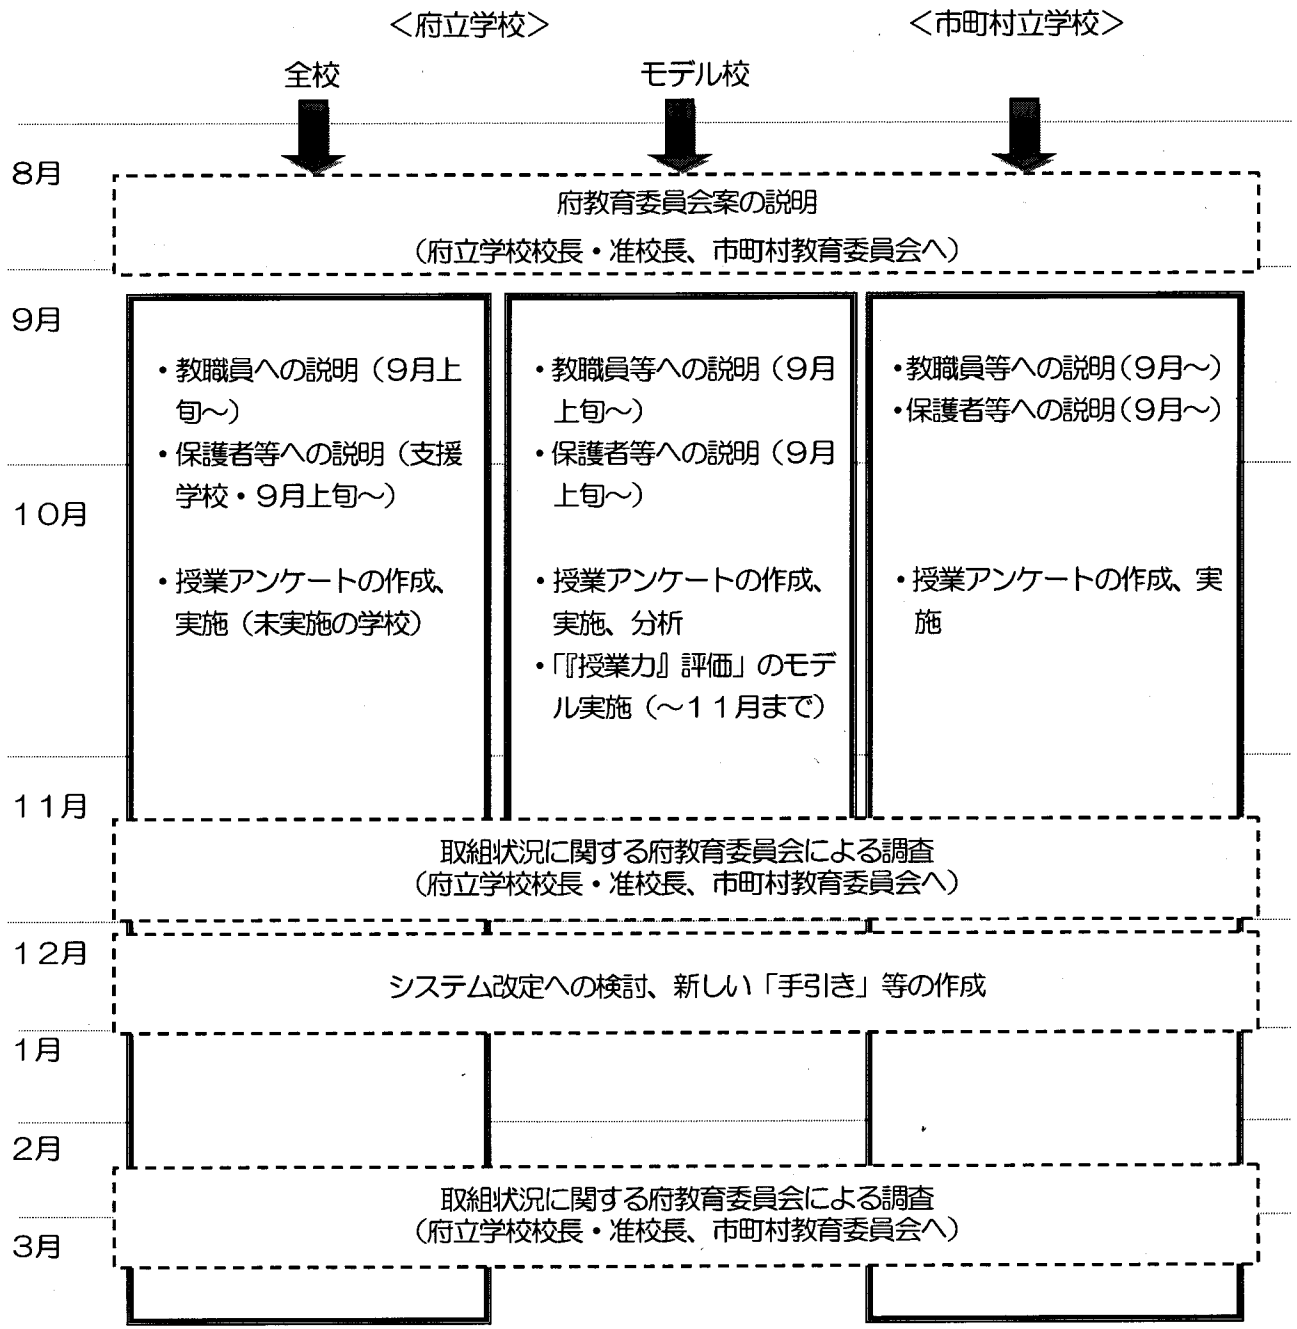 ＜府立学校＞
＜市町村立学校＞
全校
モデル校
8月
府教育委員会案の説明
（府立学校校長・准校長、市町村教育委員会へ）
9月
・教職員への説明（9月上
旬～）
・保護者等への説明（支援
学校・9月上旬～）
・授業アンケートの作成、
実施（未実施の学校）
・教職員等への説明（9月
上旬～）
・保護者等への説明（9月
上旬～）
・授業アンケートの作成、
実施、分析
・「『授業力』評価」のモデ
ル実施（～11月まで）
・教職員等への説明（9月～）
・保護者等への説明（9月～）
・授業アンケートの作成、実
施
10月
11月
取組状況に関する府教育委員会による調査
（府立学校校長・准校長、市町村教育委員会へ）
12月
システム改定への検討、新しい「手引き」等の作成
1月
2月
取組状況に関する府教育委員会による調査
（府立学校校長・准校長、市町村教育委員会へ）
3月